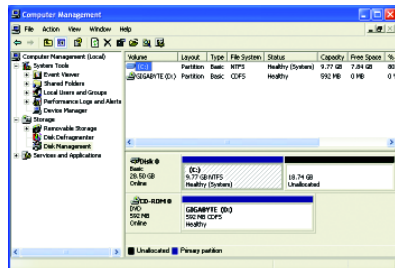 Computer Management
File Action View Window Help
Computer Management (Local)
System Tools
Event Viewer
Shared Folders
Local Users and Groups
Performance Logs and Alerts
Device Manager
Storage
Removable Storage
Disk Defragmenter
Disk Management
Services and Applications
Volume Layout Type File System Status Capacity Free Space %
(C:) Partition Basic NTFS Healthy (System) 9.77 GB 7.84 GB 80
GIGABYTE (D:) Partition Basic CDFS Healthy 592 MB 0 MB 0 %
Disk 0
Basic
28.50 GB
Online
(C:)
9.77 GB NTFS
Healthy (System)
18.74 GB
Unallocated
CD-ROM 0
DVD
592 MB
Online
GIGABYTE (D:)
592 MB CDFS
Healthy
Unallocated Primary partition